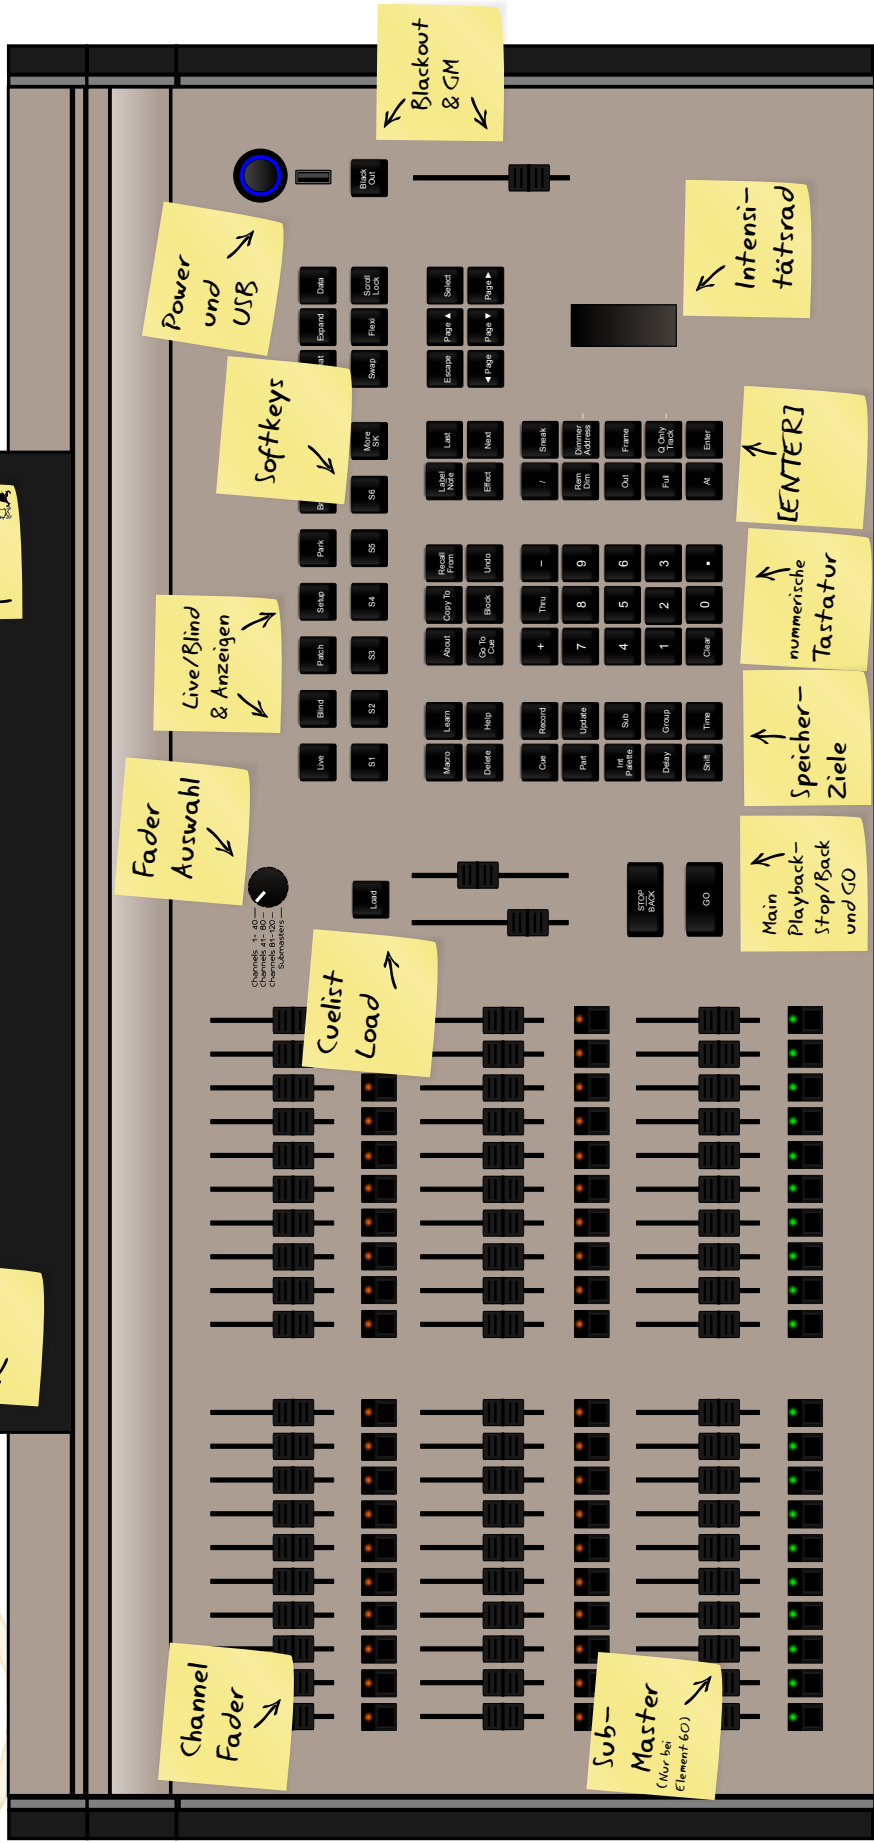 Channel
Fader
Fader
Auswahl
Live/Blind
& Anzeigen
Softkeys
Power
und
USB
Blackout
& GM
Channels 1- 40
Channels 41- 80
Channels 81-120
Submasters
Live Blind Patch Setup Park Expand Data
S1 S2 S3 S4 S5 S6 More SK Swap Flexi Scroll Lock
Load
Black Out
Cuelist
Load
Macro Learn About Copy To Recall From Label Note Last Escape Page ▲ Select
Delete Help Go To Cue Block Undo Effect Next ◄ Page Page ▼ Page ►
Cue Record + Thru – / Sneak
Part Update 7 8 9 Rem Dim Dimmer Address
Int Palette Sub 4 5 6 Out Frame
Delay Group 1 2 3 Full Q Only Track
Shift Time Clear 0 . At Enter
STOP BACK
GO
Sub-
Master
(Nur bei
Element 60)
Main
Playback-
Stop/Back
und GO
Speicher-
Ziele
nummerische
Tastatur
[ENTER]
Intensi-
tätsrad